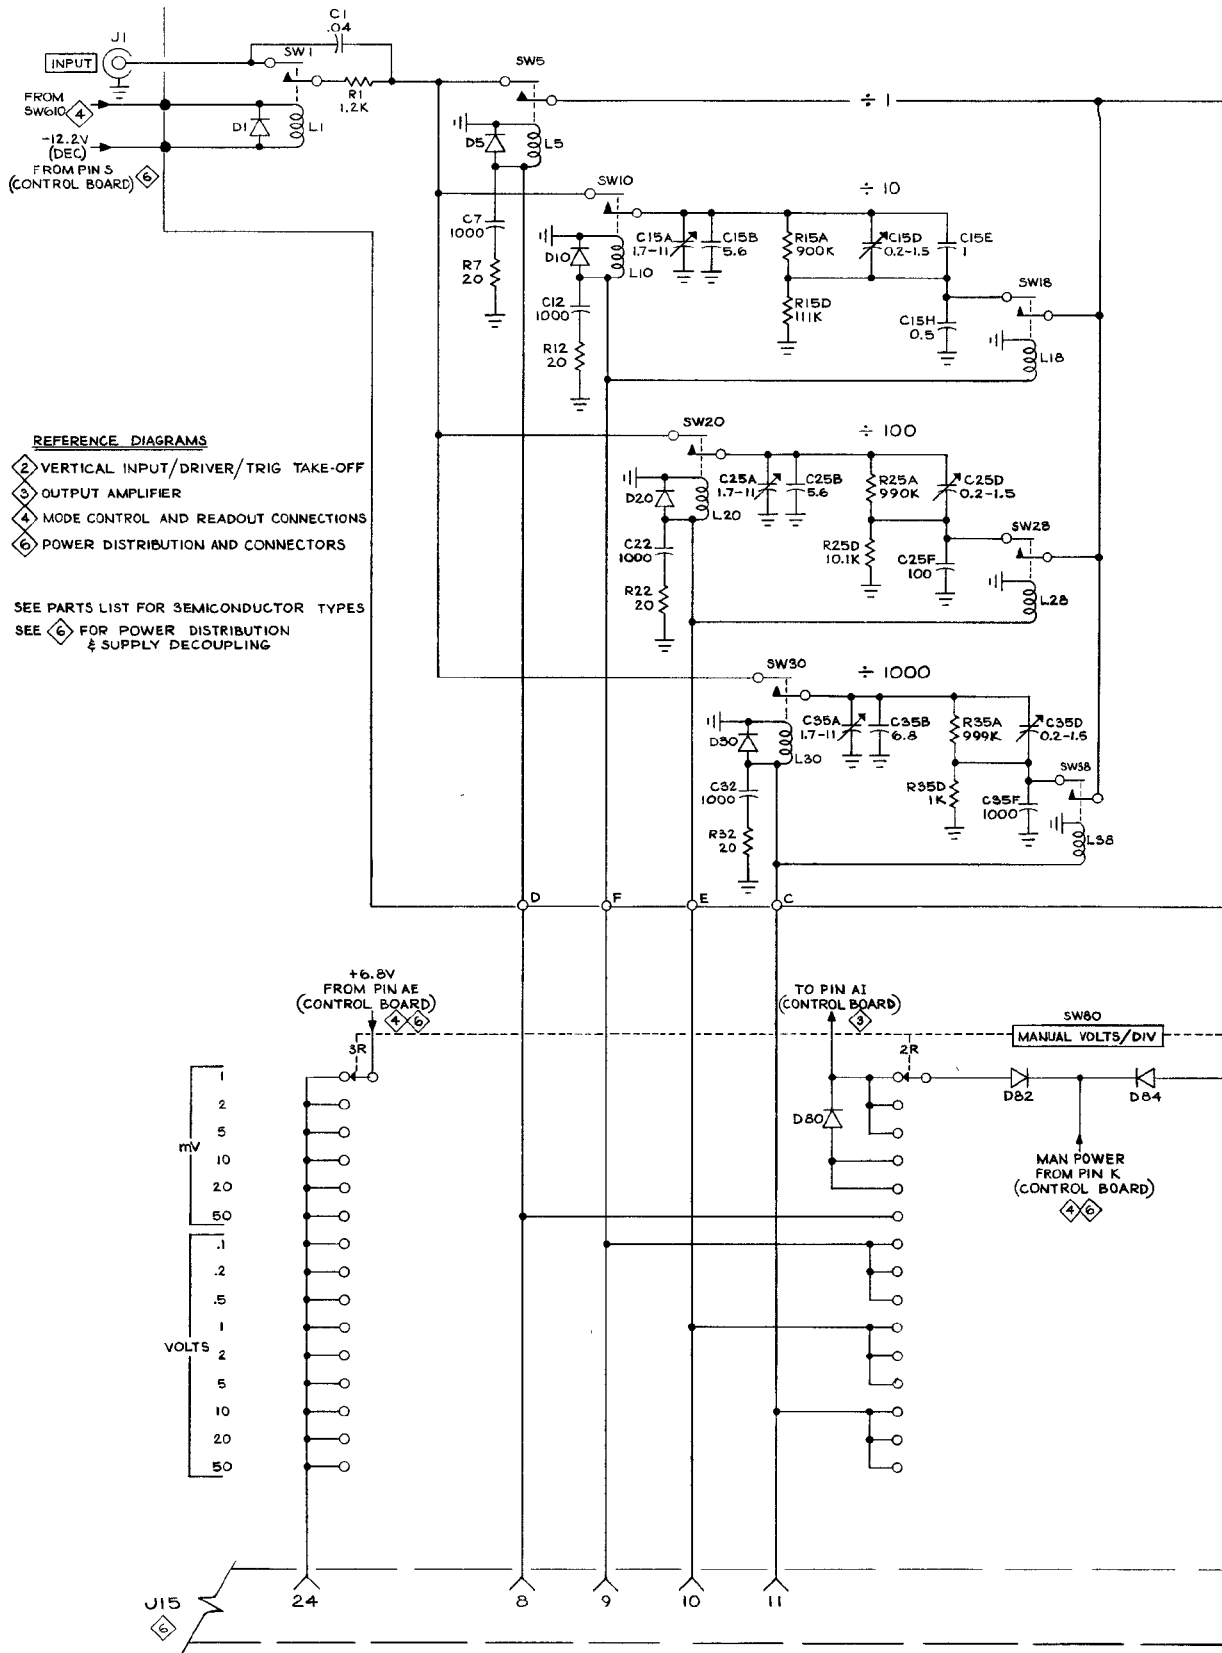 J1
INPUT
C1
.04
SW1
R1
1.2K
FROM
SW610 4
D1
L1
-12.2V
(DEC)
FROM PIN S
(CONTROL BOARD) 6
SW5
÷ 1
D5
L5
SW10
÷ 10
C7
1000
R7
20
D10
L10
C12
1000
R12
20
C15A
1.7-11
C15B
5.6
R15A
900K
C15D
0.2-1.5
C15E
1
R15D
111K
C15H
0.5
SW18
L18
REFERENCE DIAGRAMS
2 VERTICAL INPUT/DRIVER/TRIG TAKE-OFF
3 OUTPUT AMPLIFIER
4 MODE CONTROL AND READOUT CONNECTIONS
6 POWER DISTRIBUTION AND CONNECTORS
SEE PARTS LIST FOR SEMICONDUCTOR TYPES
SEE 6 FOR POWER DISTRIBUTION
& SUPPLY DECOUPLING
SW20
÷ 100
D20
L20
C22
1000
R22
20
C25A
1.7-11
C25B
5.6
R25A
990K
C25D
0.2-1.5
R25D
10.1K
C25F
100
SW28
L28
SW30
÷ 1000
D30
L30
C32
1000
R32
20
C35A
1.7-11
C35B
6.8
R35A
999K
C35D
0.2-1.5
R35D
1K
C35F
1000
SW38
L38
D
F
E
C
+6.8V
FROM PIN AE
(CONTROL BOARD)
4 6
3R
TO PIN AI
(CONTROL BOARD)
3
2R
SW80
MANUAL VOLTS/DIV
D80
D82
D84
MAN POWER
FROM PIN K
(CONTROL BOARD)
4 6
mV
1
2
5
10
20
50
VOLTS
.1
.2
.5
1
2
5
10
20
50
J15
6
24
8
9
10
11